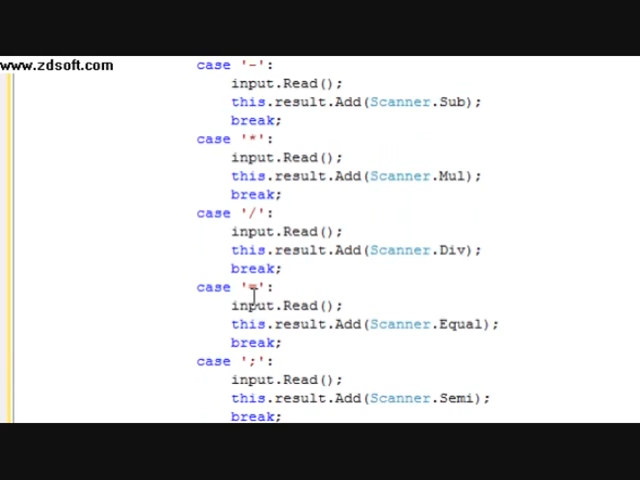 www.zdsoft.com
case '-':
input.Read();
this.result.Add(Scanner.Sub);
break;
case '*':
input.Read();
this.result.Add(Scanner.Mul);
break;
case '/':
input.Read();
this.result.Add(Scanner.Div);
break;
case '=':
input.Read();
this.result.Add(Scanner.Equal);
break;
case ';':
input.Read();
this.result.Add(Scanner.Semi);
break;